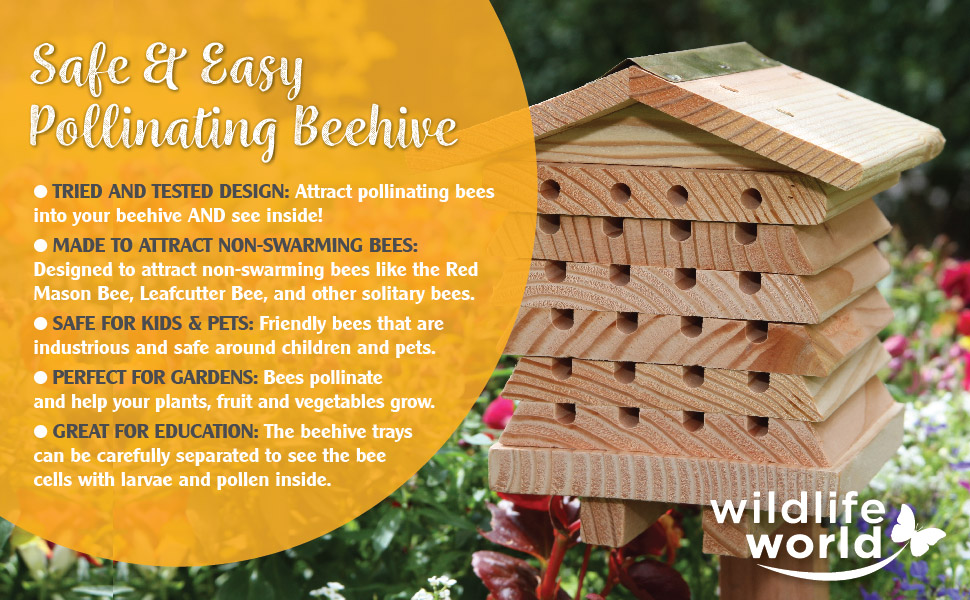 Safe & Easy
Pollinating Beehive
● TRIED AND TESTED DESIGN: Attract pollinating bees
into your beehive AND see inside!
● MADE TO ATTRACT NON-SWARMING BEES:
Designed to attract non-swarming bees like the Red
Mason Bee, Leafcutter Bee, and other solitary bees.
● SAFE FOR KIDS & PETS: Friendly bees that are
industrious and safe around children and pets.
● PERFECT FOR GARDENS: Bees pollinate
and help your plants, fruit and vegetables grow.
● GREAT FOR EDUCATION: The beehive trays
can be carefully separated to see the bee
cells with larvae and pollen inside.
wildlife
world